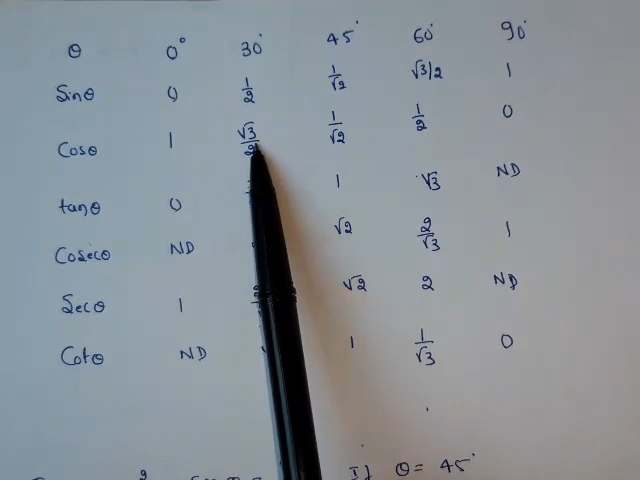 θ 0° 30° 45° 60° 90°
Sinθ 0 1/2 1/√2 √3/2 1
Cosθ 1 √3/2 1/√2 1/2 0
tanθ 0 1 √3 ND
Cosecθ ND √2 2/√3 1
Secθ 1 √2 2 ND
Cotθ ND 1 1/√3 0
If θ = 45°